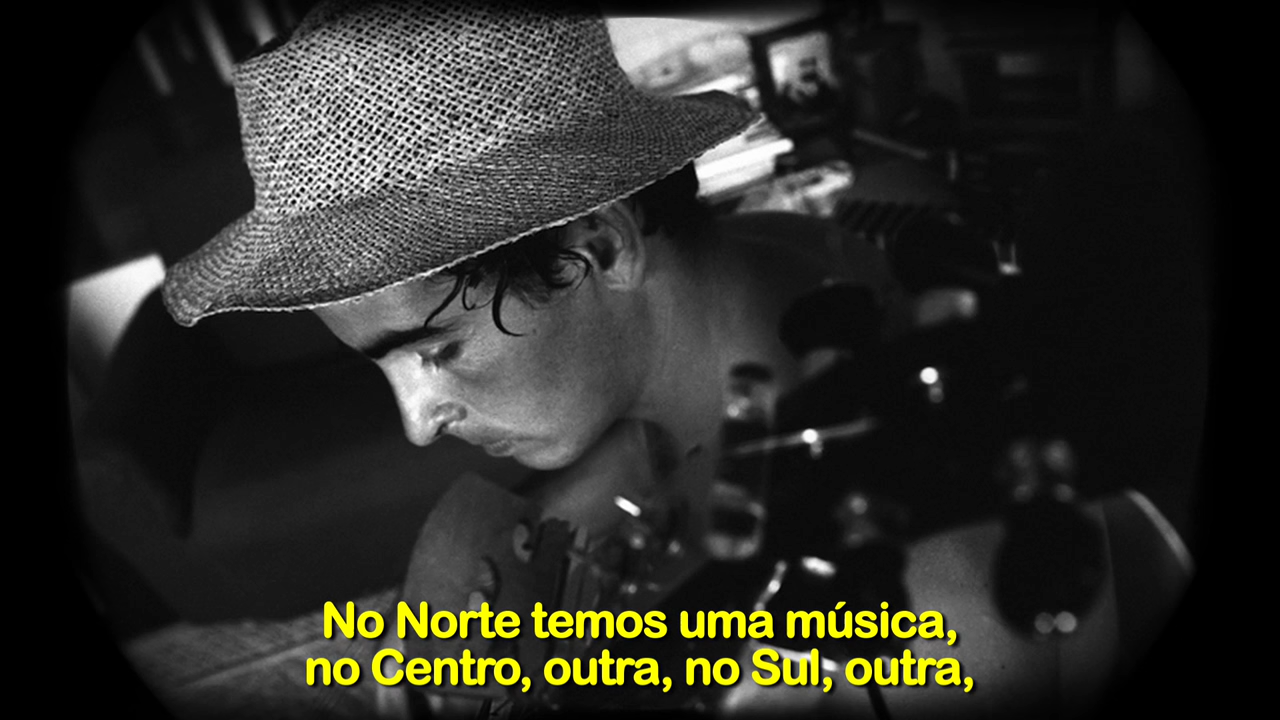 No Norte temos uma música,
no Centro, outra, no Sul, outra,